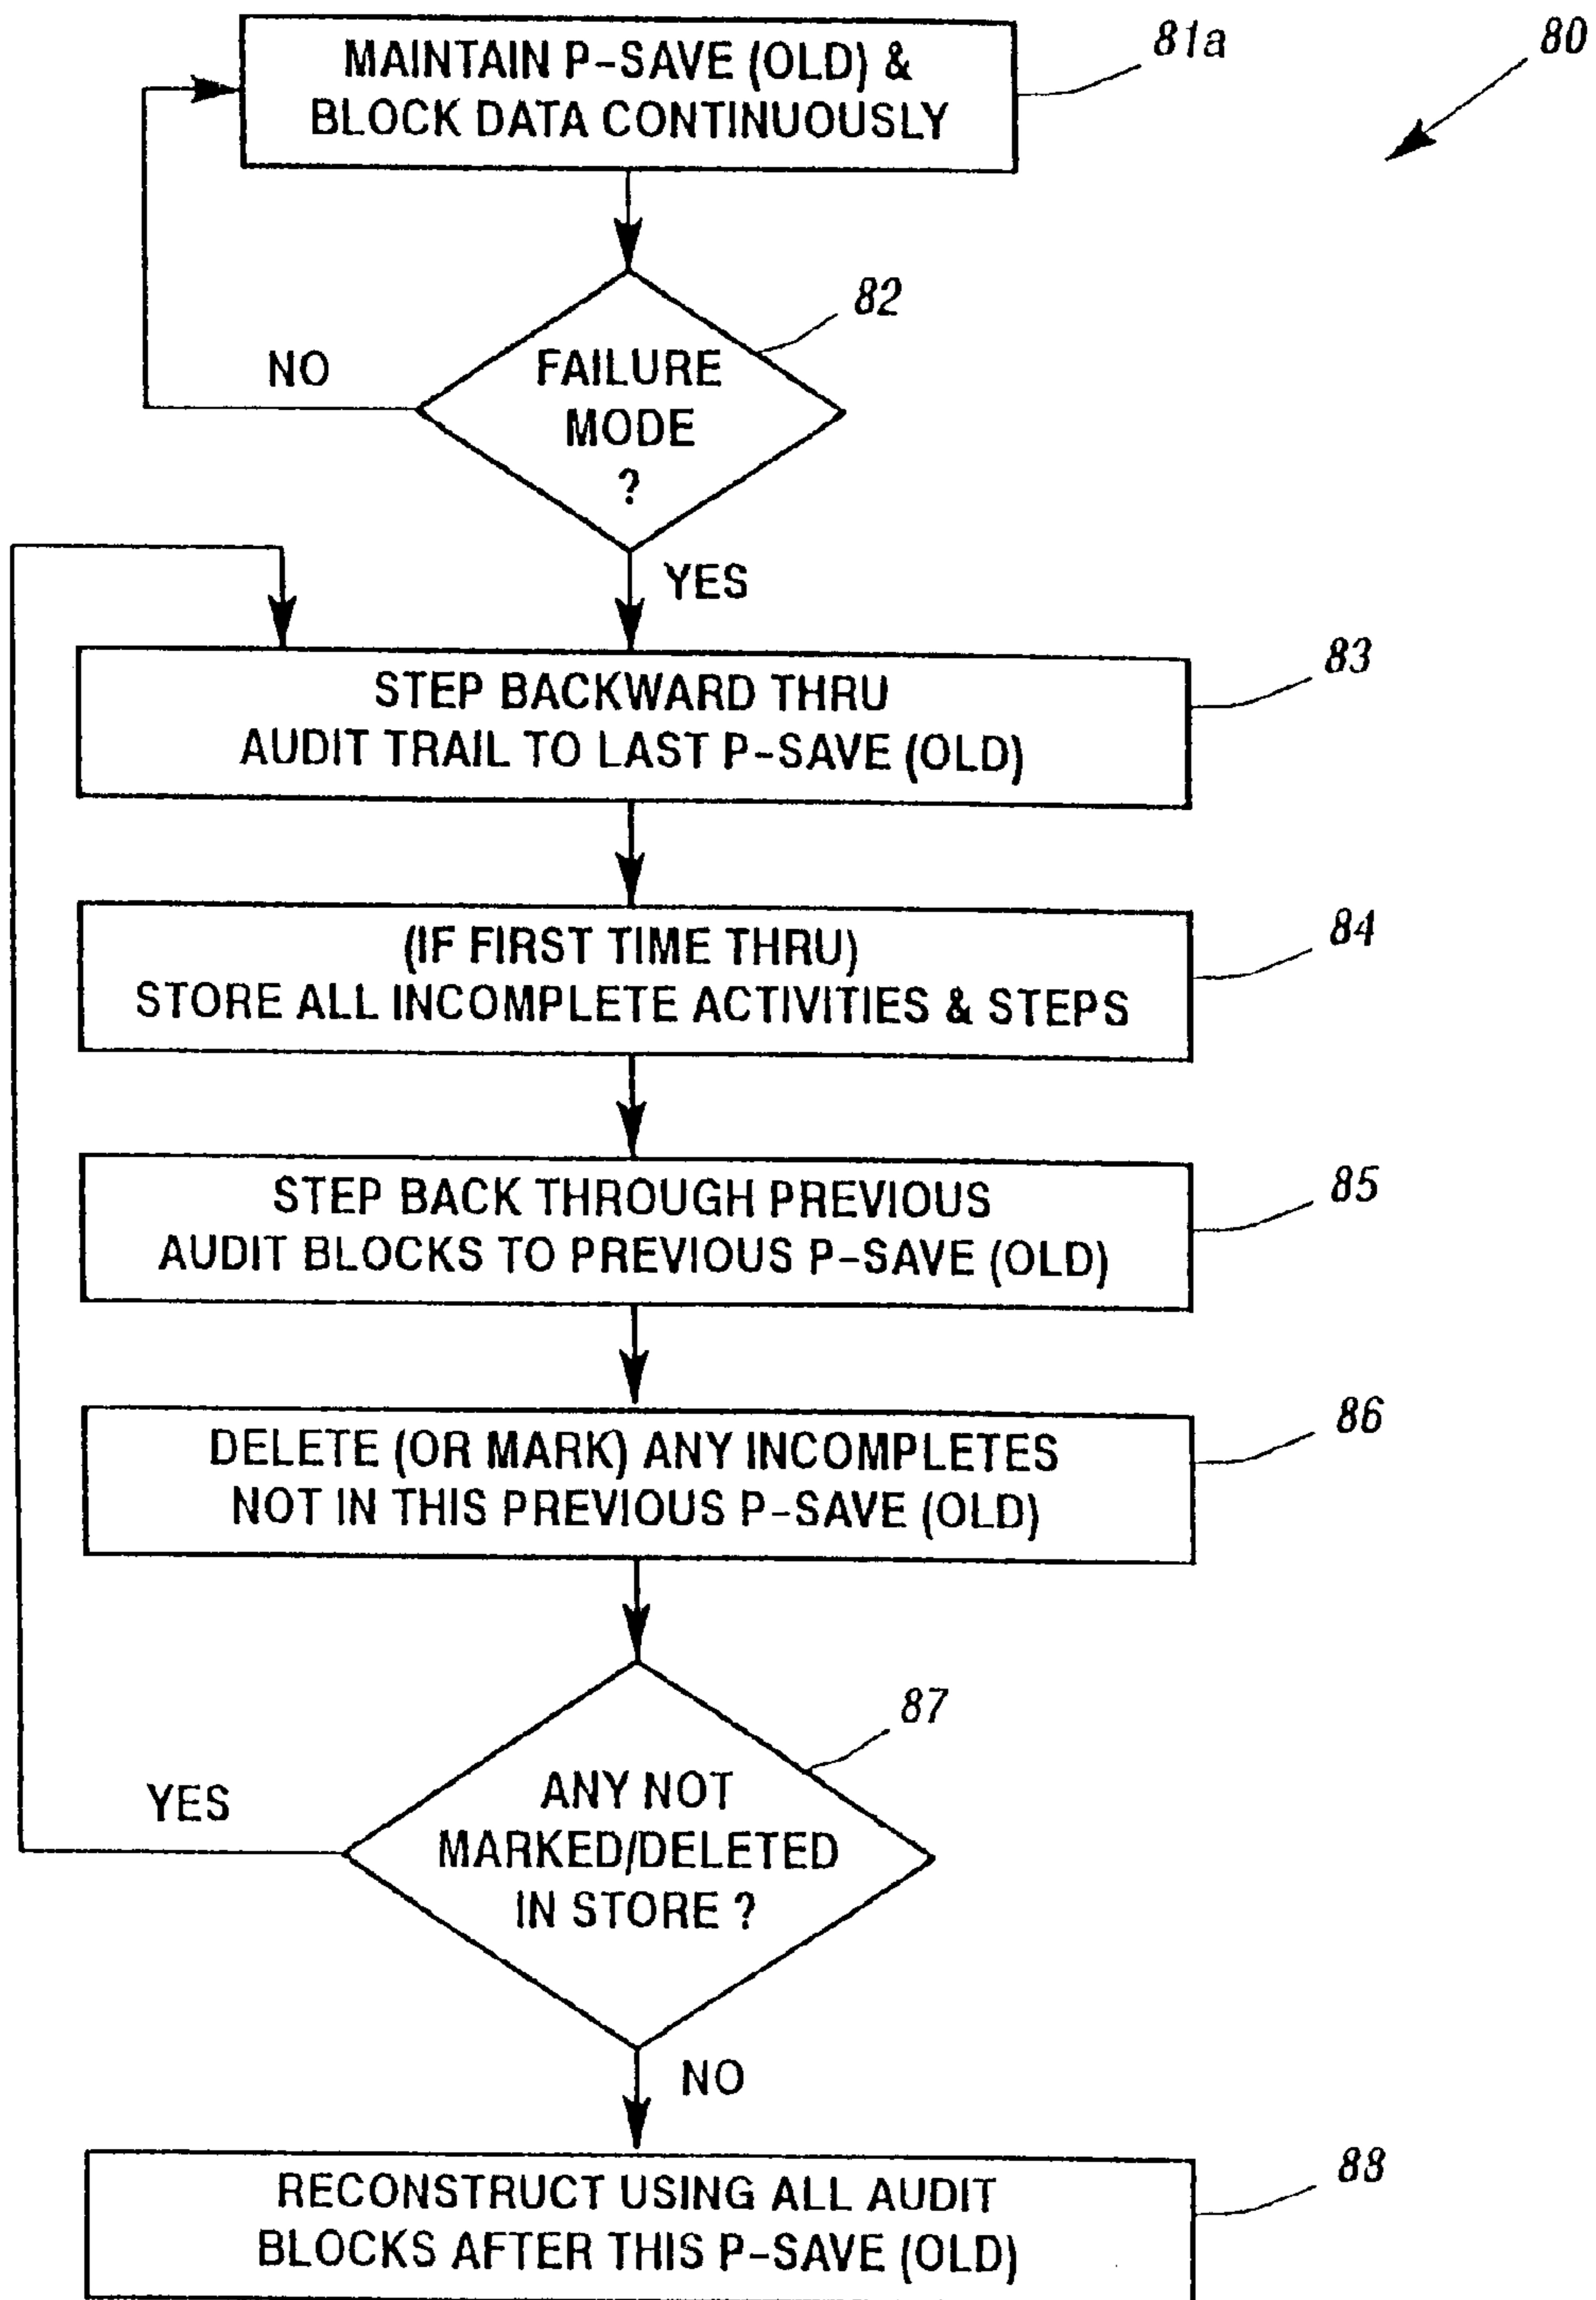 MAINTAIN P-SAVE (OLD) &
BLOCK DATA CONTINUOUSLY
81a
80
FAILURE
MODE
?
82
NO
YES
STEP BACKWARD THRU
AUDIT TRAIL TO LAST P-SAVE (OLD)
83
(IF FIRST TIME THRU)
STORE ALL INCOMPLETE ACTIVITIES & STEPS
84
STEP BACK THROUGH PREVIOUS
AUDIT BLOCKS TO PREVIOUS P-SAVE (OLD)
85
DELETE (OR MARK) ANY INCOMPLETES
NOT IN THIS PREVIOUS P-SAVE (OLD)
86
ANY NOT
MARKED/DELETED
IN STORE ?
87
YES
NO
RECONSTRUCT USING ALL AUDIT
BLOCKS AFTER THIS P-SAVE (OLD)
88